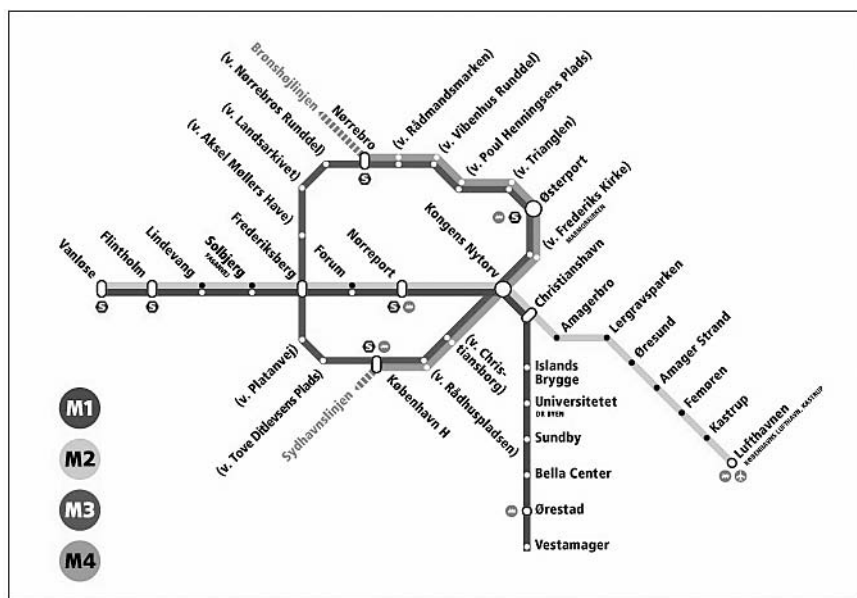 Brønshøjlinjen
(v. Nørrebros Runddel)
Nørrebro
(v. Rådmandsmarken)
(v. Vibenhus Runddel)
(v. Poul Henningsens Plads)
(v. Trianglen)
Østerport
(v. Frederiks Kirke)
MARMORKIRKEN
(v. Landsarkivet)
(v. Aksel Møllers Have)
Vanløse
Flintholm
Lindevang
Solbjerg
Frederiksberg
Forum
Nørreport
Kongens Nytorv
Christianshavn
Amagerbro
Lergravsparken
Øresund
Amager Strand
Femøren
Kastrup
Lufthavnen
KØBENHAVNS LUFTHAVN, KASTRUP
S
S
S
S
S
S
(v. Platanvej)
(v. Tove Ditlevsens Plads)
Sydhavnslinjen
København H
(v. Rådhuspladsen)
(v. Chris-
tiansborg)
Islands
Brygge
Universitetet
DR BYEN
Sundby
Bella Center
Ørestad
Vestamager
M1
M2
M3
M4